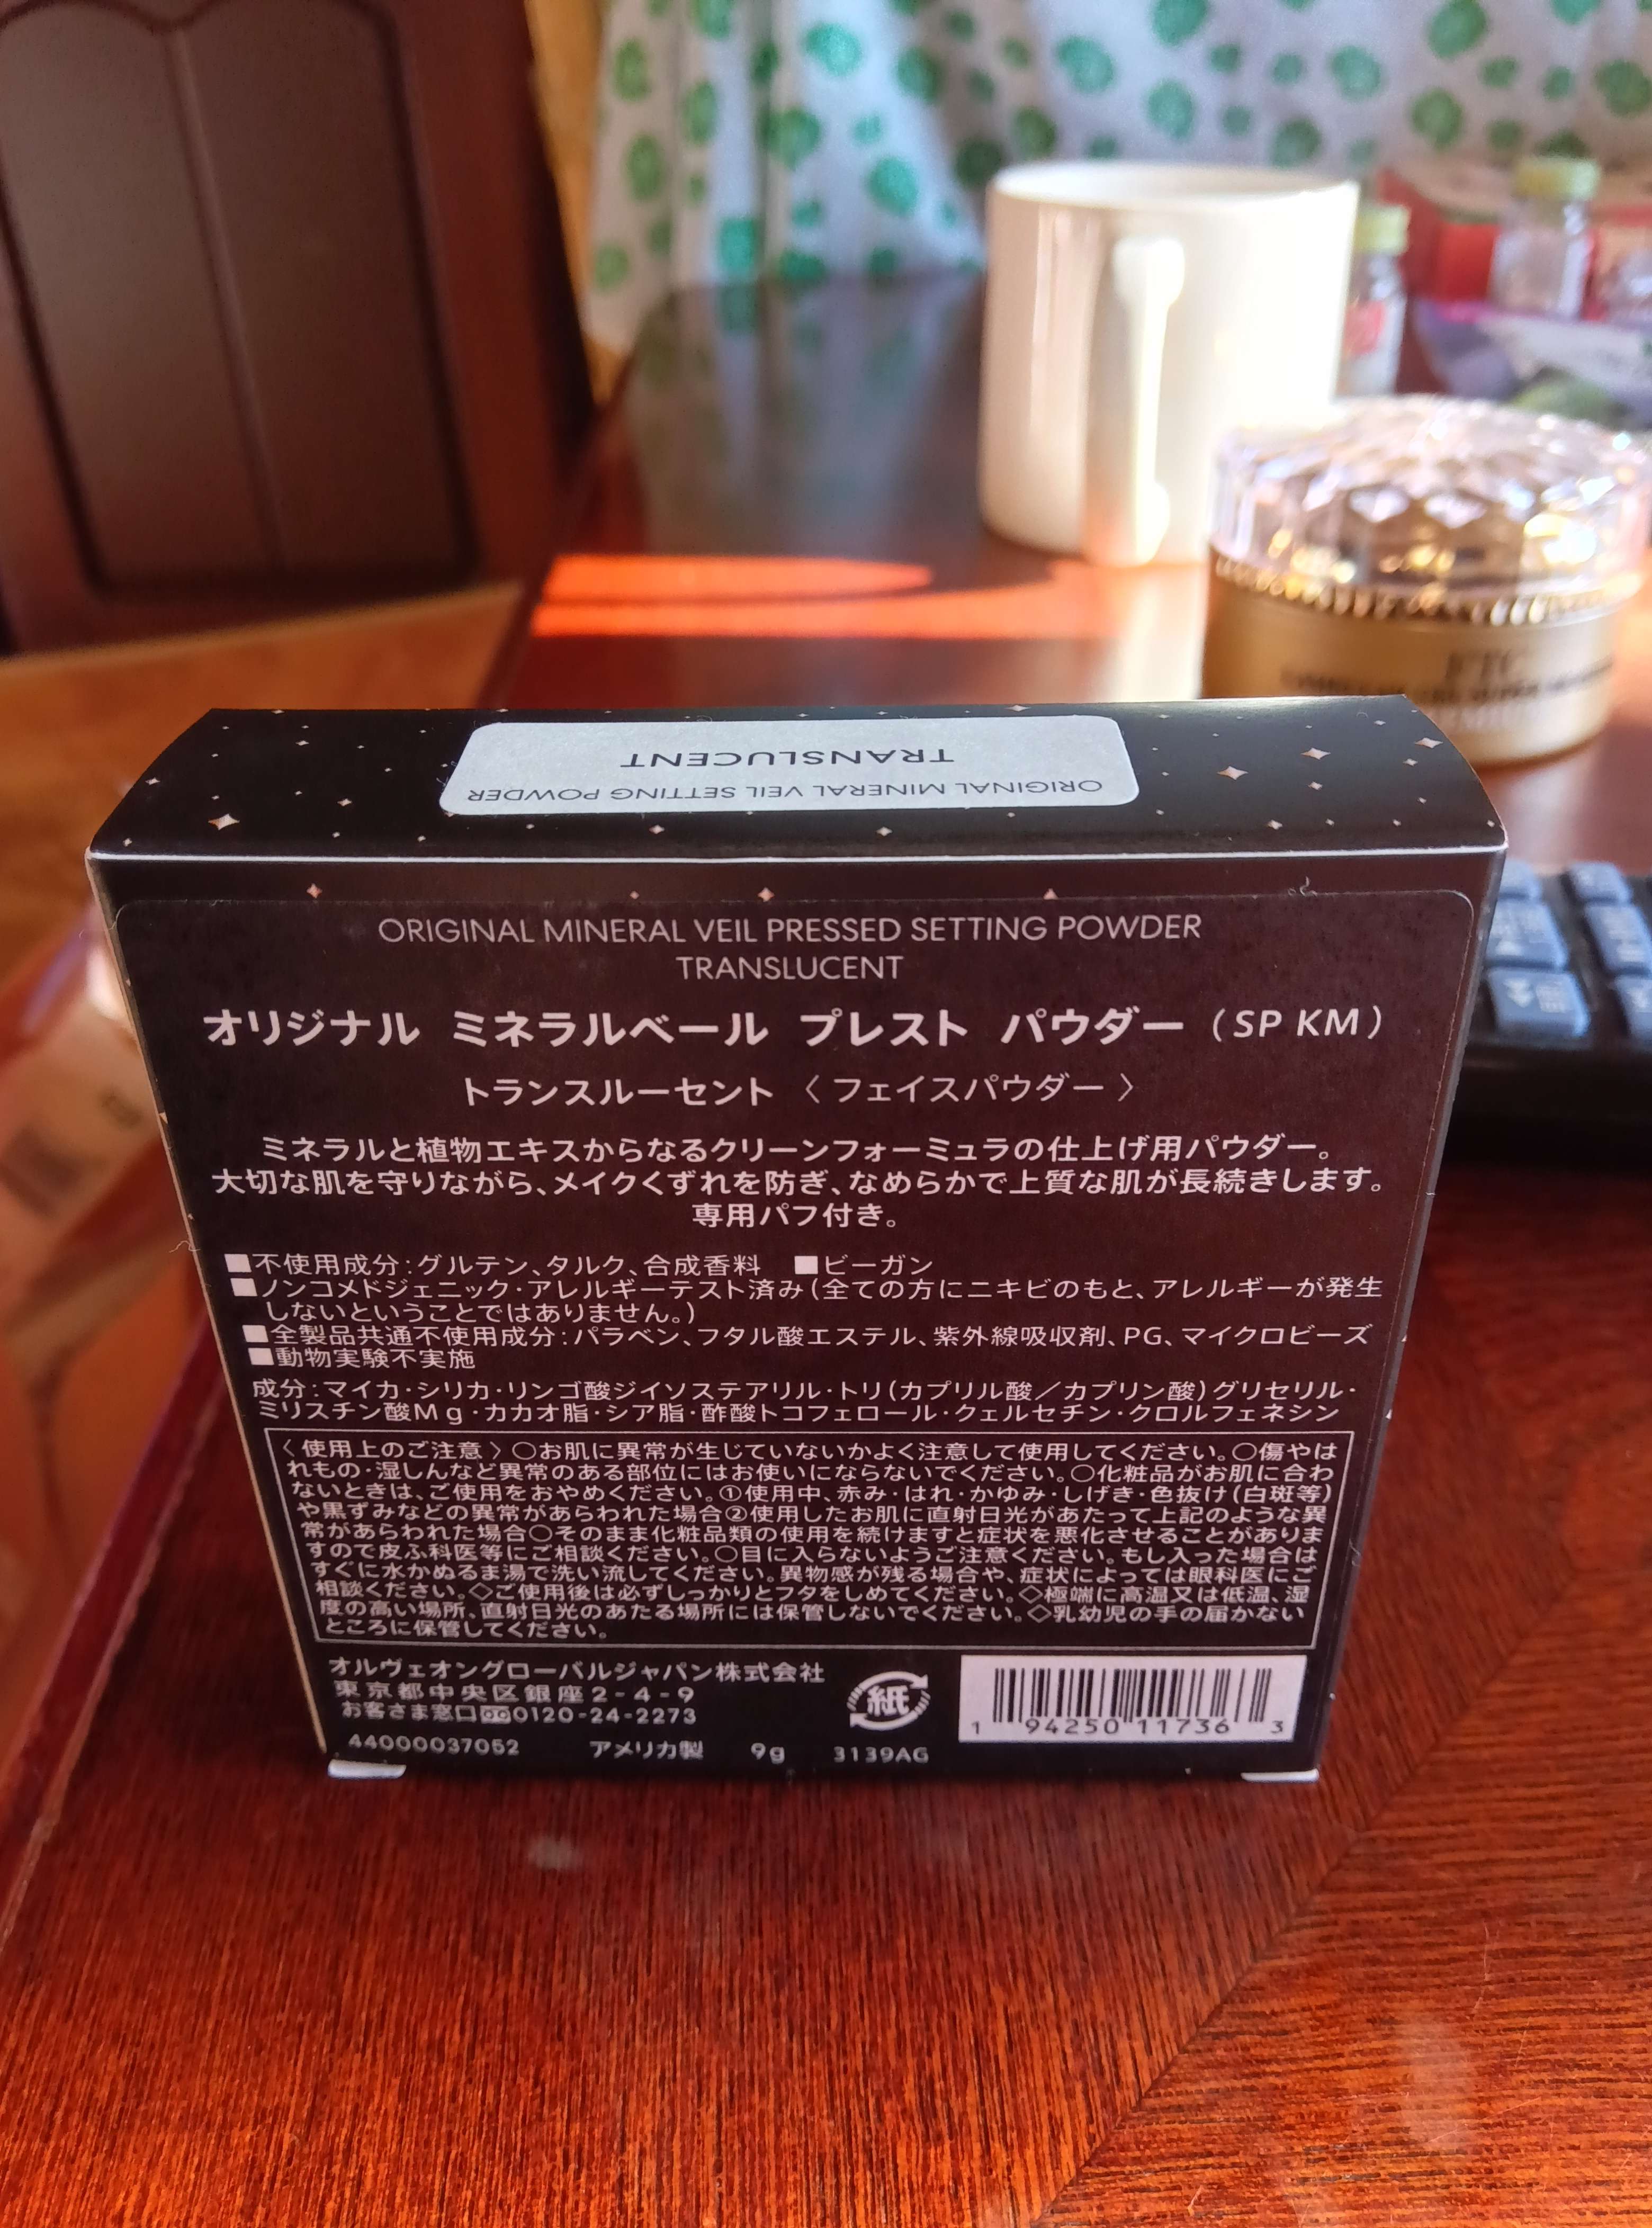 TRANSLUCENT
ORIGINAL MINERAL VEIL SETTING POWDER
ORIGINAL MINERAL VEIL PRESSED SETTING POWDER
TRANSLUCENT
オリジナル ミネラルベール プレスト パウダー（SP KM）
トランスルーセント〈フェイスパウダー〉
ミネラルと植物エキスからなるクリーンフォーミュラの仕上げ用パウダー。
大切な肌を守りながら、メイクくずれを防ぎ、なめらかで上質な肌が長続きします。
専用パフ付き。
■不使用成分：グルテン、タルク、合成香料 ■ビーガン
■ノンコメドジェニック・アレルギーテスト済み（全ての方にニキビのもと、アレルギーが発生
しないということではありません。）
■全製品共通不使用成分：パラベン、フタル酸エステル、紫外線吸収剤、PG、マイクロビーズ
■動物実験不実施
成分：マイカ・シリカ・リンゴ酸ジイソステアリル・トリ（カプリル酸／カプリン酸）グリセリル・
ミリスチン酸Ｍｇ・カカオ脂・シア脂・酢酸トコフェロール・クェルセチン・クロルフェネシン
〈使用上のご注意〉○お肌に異常が生じていないかよく注意して使用してください。○傷やは
れもの・湿しんなど異常のある部位にはお使いにならないでください。○化粧品がお肌に合わ
ないときは、ご使用をおやめください。①使用中、赤み・はれ・かゆみ・しげき・色抜け（白斑等）
や黒ずみなどの異常があらわれた場合②使用したお肌に直射日光があたって上記のような異
常があらわれた場合○そのまま化粧品類の使用を続けますと症状を悪化させることがありま
すので皮ふ科医等にご相談ください。○目に入らないようご注意ください。もし入った場合は
すぐに水かぬるま湯で洗い流してください。異物感が残る場合や、症状によっては眼科医にご
相談ください。◇ご使用後は必ずしっかりとフタをしめてください。◇極端に高温又は低温、湿
度の高い場所、直射日光のあたる場所には保管しないでください。◇乳幼児の手の届かない
ところに保管してください。
オルヴェオングローバルジャパン株式会社
東京都中央区銀座2-4-9
お客さま窓口0120-24-2273
紙
1 94250 11736 3
44000037052 アメリカ製 9g 3139AG